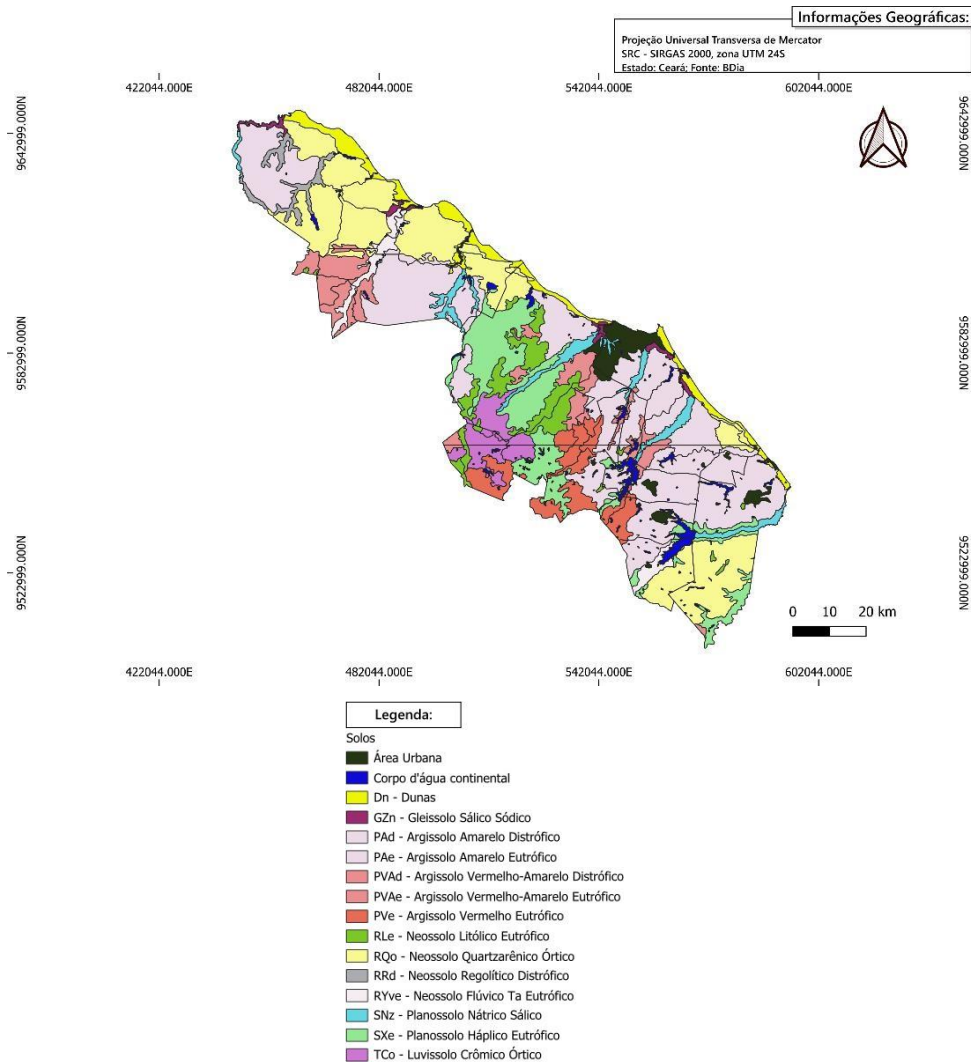 Informações Geográficas:
Projeção Universal Transversa de Mercator
SRC - SIRGAS 2000, zona UTM 24S
Estado: Ceará; Fonte: BDia
422044.000E 482044.000E 542044.000E 602044.000E
9642999.000N 9642999.000N
9582999.000N 9582999.000N
9522999.000N 9522999.000N
0 10 20 km
422044.000E 482044.000E 542044.000E 602044.000E
Legenda:
Solos
Área Urbana
Corpo d'água continental
Dn - Dunas
GZn - Gleissolo Sálico Sódico
PAd - Argissolo Amarelo Distrófico
PAe - Argissolo Amarelo Eutrófico
PVAd - Argissolo Vermelho-Amarelo Distrófico
PVAe - Argissolo Vermelho-Amarelo Eutrófico
PVe - Argissolo Vermelho Eutrófico
RLe - Neossolo Litólico Eutrófico
RQo - Neossolo Quartzarênico Órtico
RRd - Neossolo Regolítico Distrófico
RYve - Neossolo Flúvico Ta Eutrófico
SNz - Planossolo Nátrico Sálico
SXe - Planossolo Háplico Eutrófico
TCo - Luvissolo Crômico Órtico